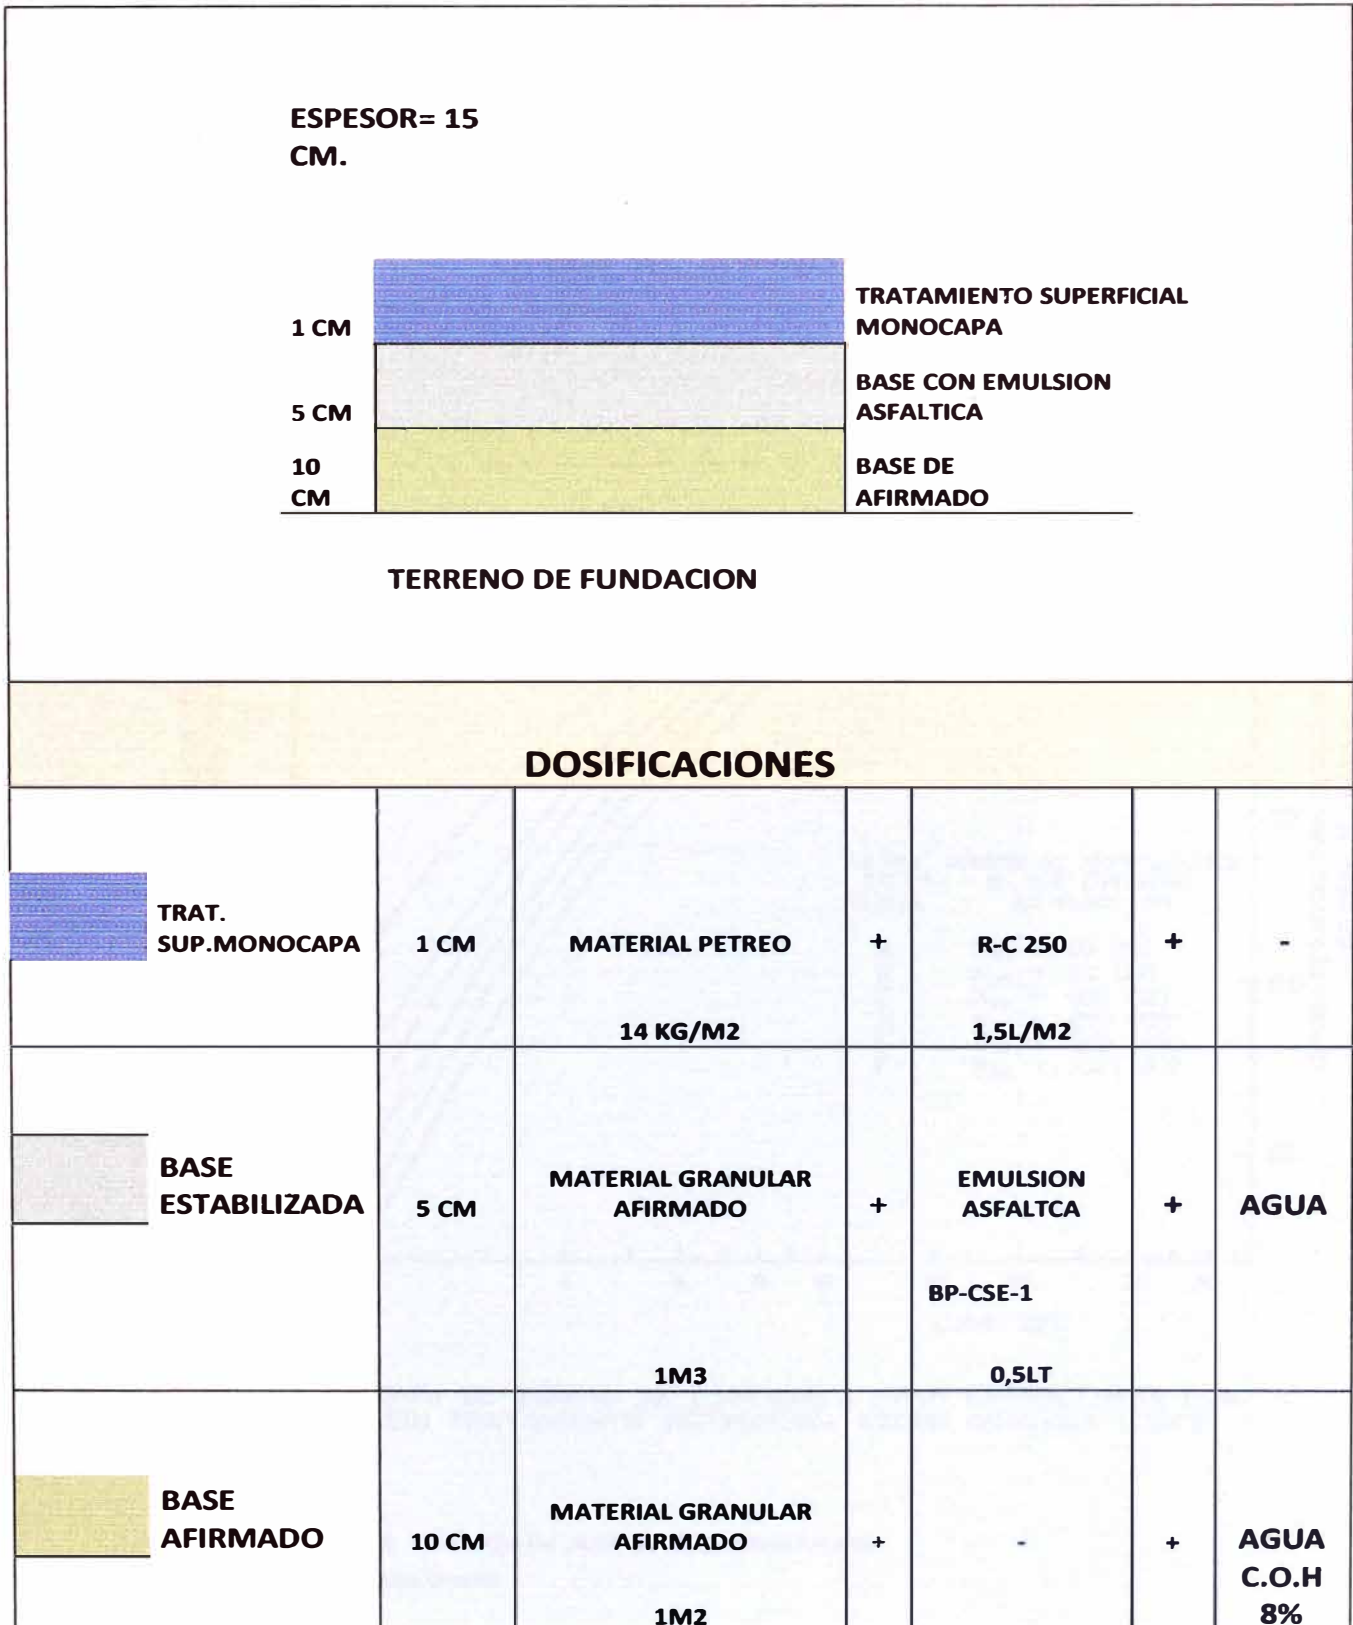 ESPESOR= 15
CM.
TRATAMIENTO SUPERFICIAL
1 CM MONOCAPA
BASE CON EMULSION
5 CM ASFALTICA
10 BASE DE
CM AFIRMADO
TERRENO DE FUNDACION
DOSIFICACIONES
TRAT.
SUP.MONOCAPA 1 CM MATERIAL PETREO + R-C 250 + -
14 KG/M2 1,5L/M2
BASE MATERIAL GRANULAR EMULSION
ESTABILIZADA 5 CM AFIRMADO + ASFALTCA + AGUA
BP-CSE-1
1M3 0,5LT
BASE MATERIAL GRANULAR
AFIRMADO 10 CM AFIRMADO + - + AGUA
C.O.H
1M2 8%